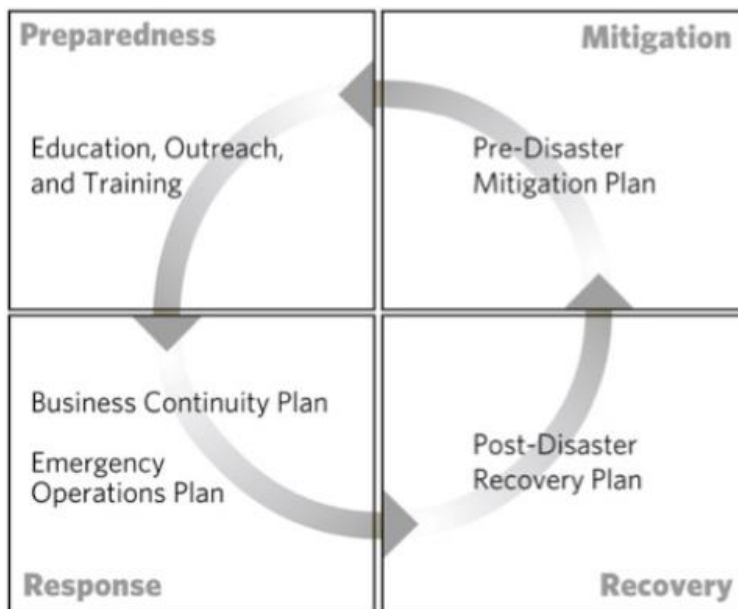 Preparedness
Mitigation
Education, Outreach,
and Training
Pre-Disaster
Mitigation Plan
Business Continuity Plan
Emergency
Operations Plan
Post-Disaster
Recovery Plan
Response
Recovery